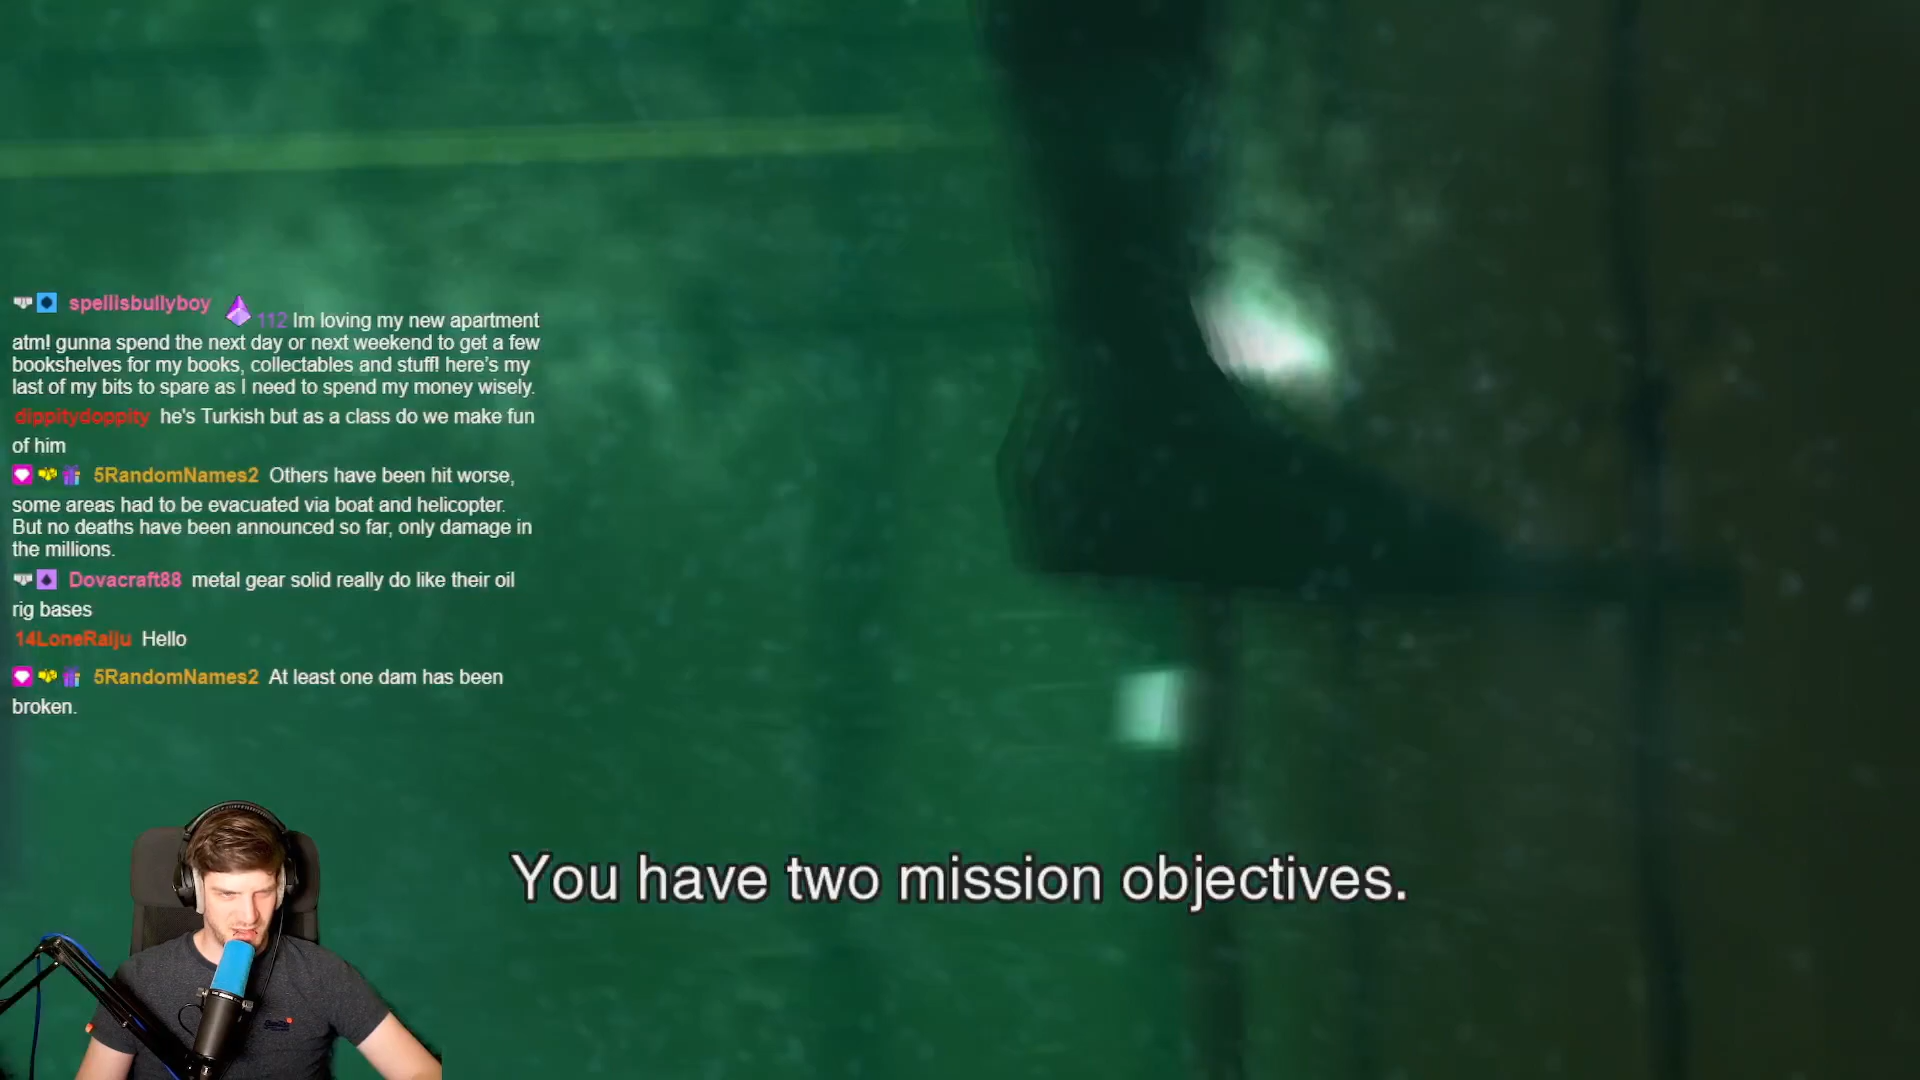 spellisbullyboy 112 Im loving my new apartment
atm! gunna spend the next day or next weekend to get a few
bookshelves for my books, collectables and stuff! here's my
last of my bits to spare as I need to spend my money wisely.
dippitydoppity he's Turkish but as a class do we make fun
of him
5RandomNames2 Others have been hit worse,
some areas had to be evacuated via boat and helicopter.
But no deaths have been announced so far, only damage in
the millions.
Dovacraft88 metal gear solid really do like their oil
rig bases
14LoneRaiju Hello
5RandomNames2 At least one dam has been
broken.
You have two mission objectives.